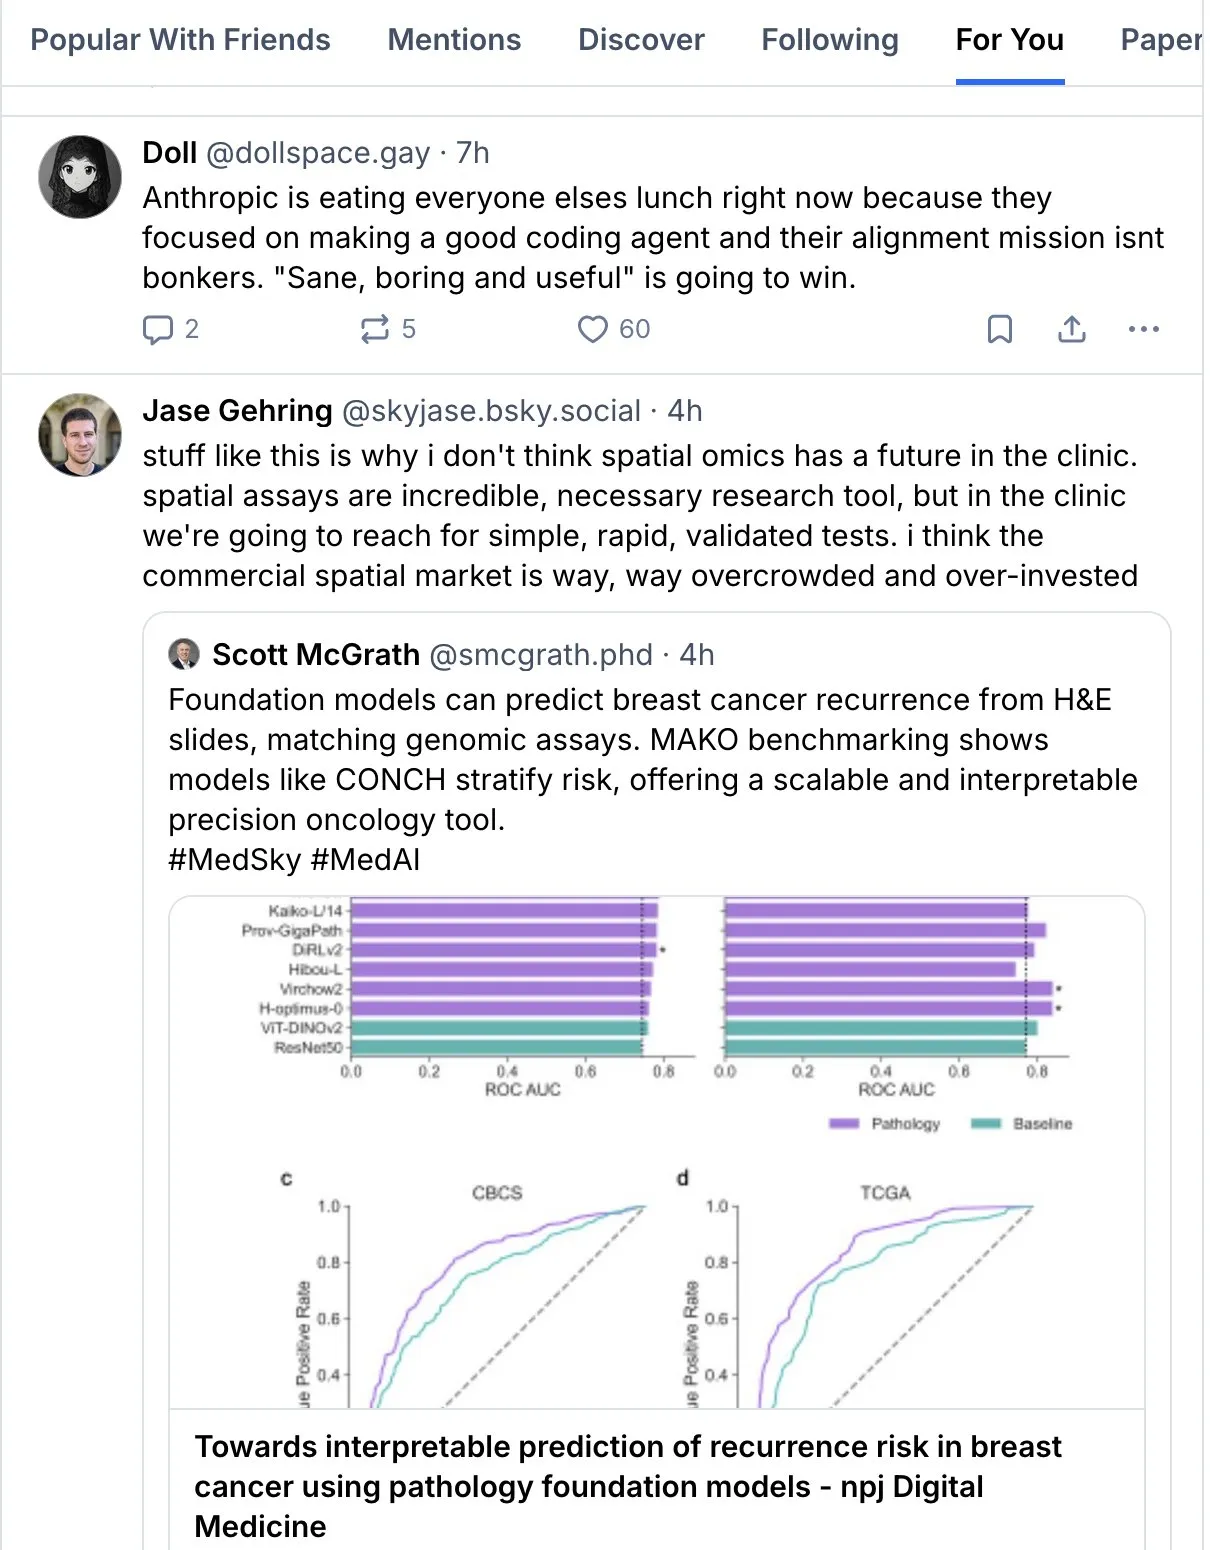 Popular With Friends Mentions Discover Following For You Paper
Doll @dollspace.gay · 7h
Anthropic is eating everyone elses lunch right now because they
focused on making a good coding agent and their alignment mission isnt
bonkers. "Sane, boring and useful" is going to win.
2 5 60
Jase Gehring @skyjase.bsky.social · 4h
stuff like this is why i don't think spatial omics has a future in the clinic.
spatial assays are incredible, necessary research tool, but in the clinic
we're going to reach for simple, rapid, validated tests. i think the
commercial spatial market is way, way overcrowded and over-invested
Scott McGrath @smcgrath.phd · 4h
Foundation models can predict breast cancer recurrence from H&E
slides, matching genomic assays. MAKO benchmarking shows
models like CONCH stratify risk, offering a scalable and interpretable
precision oncology tool.
#MedSky #MedAI
Kaiko-L/14
Prov-GigaPath
DiRLv2
Hibou-L
Virchow2
H-optimus-0
ViT-DINOv2
ResNet50
0.0 0.2 0.4 0.6 0.8 0.0 0.2 0.4 0.6 0.8
ROC AUC ROC AUC
Pathology Baseline
c d
CBCS TCGA
1.0 1.0
0.8 0.8
0.6 0.6
0.4 0.4
ue Positive Rate ue Positive Rate
Towards interpretable prediction of recurrence risk in breast
cancer using pathology foundation models - npj Digital
Medicine